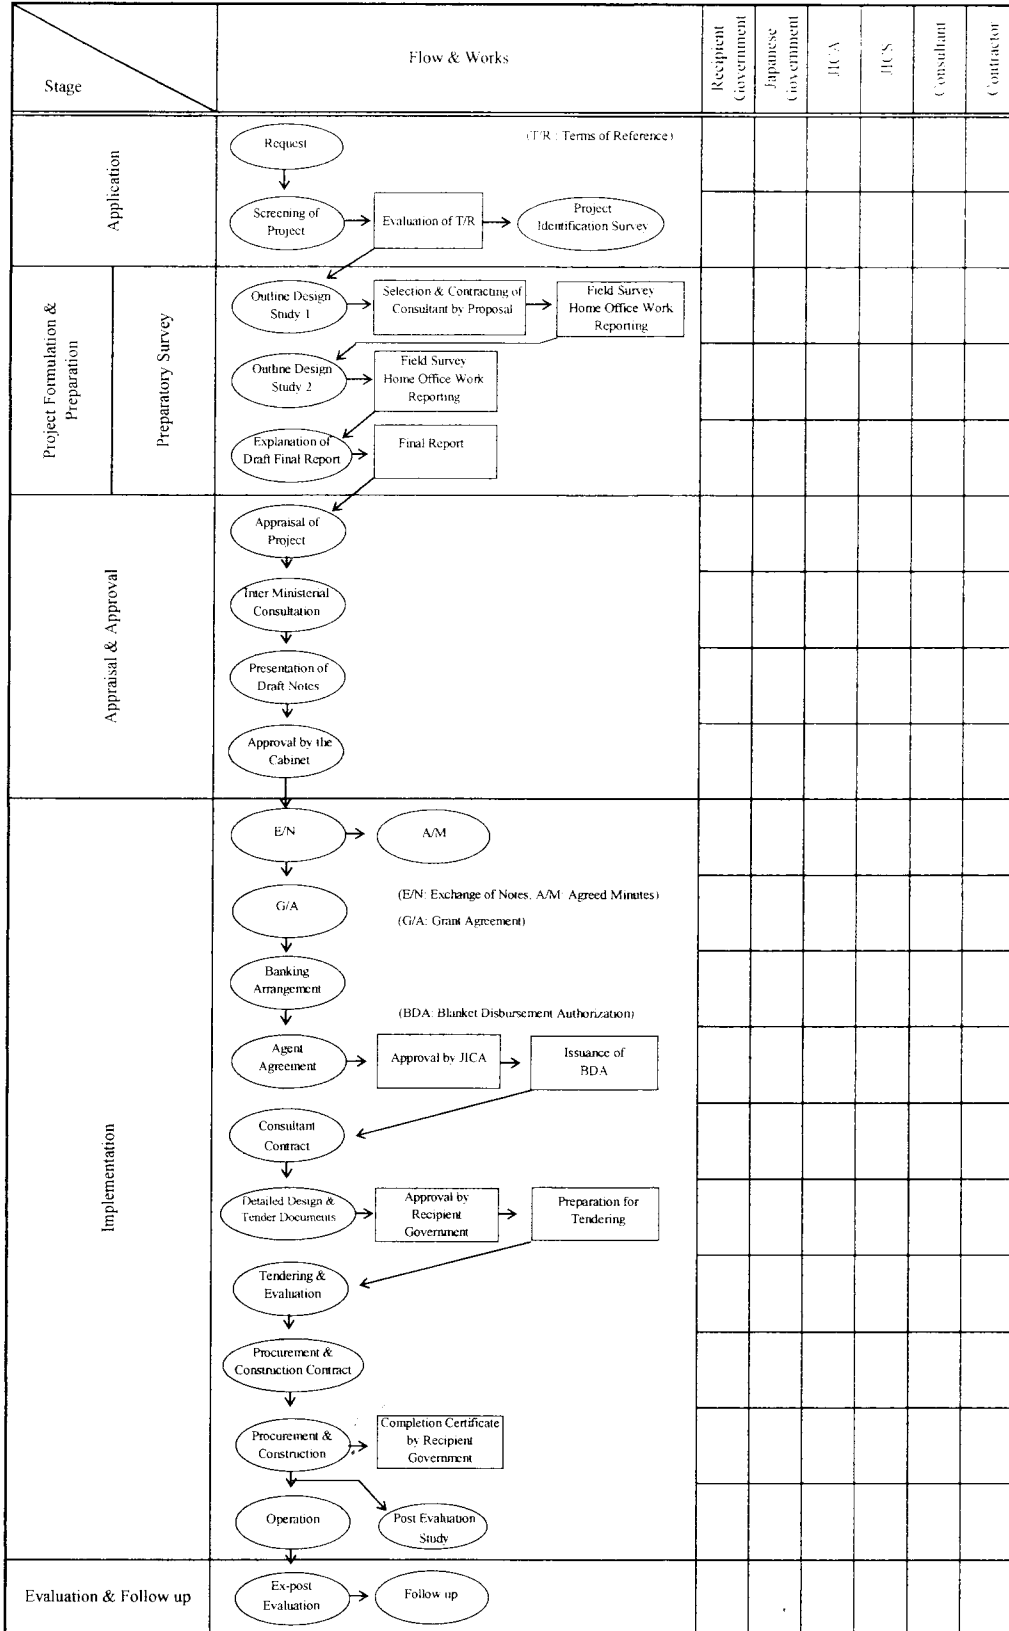 Stage
Flow & Works
Recipient
Government
Japanese
Government
JICA
JICS
Consultant
Contractor
Application
Request
(T/R : Terms of Reference)
Screening of
Project
Evaluation of T/R
Project
Identification Survey
Project Formulation &
Preparation
Preparatory Survey
Outline Design
Study 1
Selection & Contracting of
Consultant by Proposal
Field Survey
Home Office Work
Reporting
Outline Design
Study 2
Field Survey
Home Office Work
Reporting
Explanation of
Draft Final Report
Final Report
Appraisal & Approval
Appraisal of
Project
Inter Ministerial
Consultation
Presentation of
Draft Notes
Approval by the
Cabinet
Implementation
E/N
A/M
G/A
(E/N: Exchange of Notes, A/M: Agreed Minutes)
(G/A: Grant Agreement)
Banking
Arrangement
(BDA: Blanket Disbursement Authorization)
Agent
Agreement
Approval by JICA
Issuance of
BDA
Consultant
Contract
Detailed Design &
Tender Documents
Approval by
Recipient
Government
Preparation for
Tendering
Tendering &
Evaluation
Procurement &
Construction Contract
Procurement &
Construction
Completion Certificate
by Recipient
Government
Operation
Post Evaluation
Study
Evaluation & Follow up
Ex-post
Evaluation
Follow up